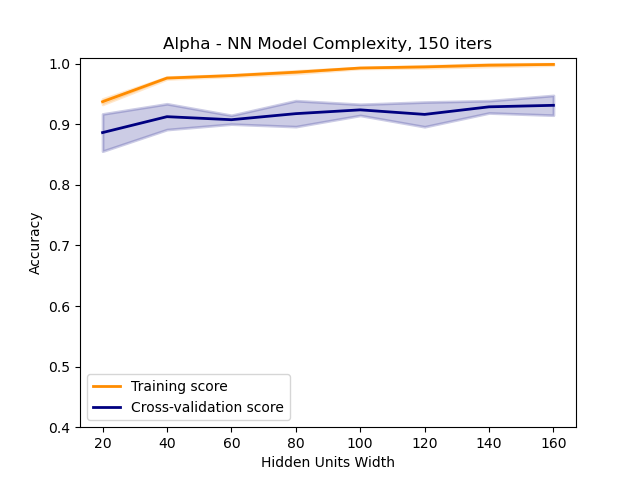 Alpha - NN Model Complexity, 150 iters
1.0
0.9
0.8
0.7
0.6
0.5
0.4
Accuracy
Training score
Cross-validation score
20 40 60 80 100 120 140 160
Hidden Units Width